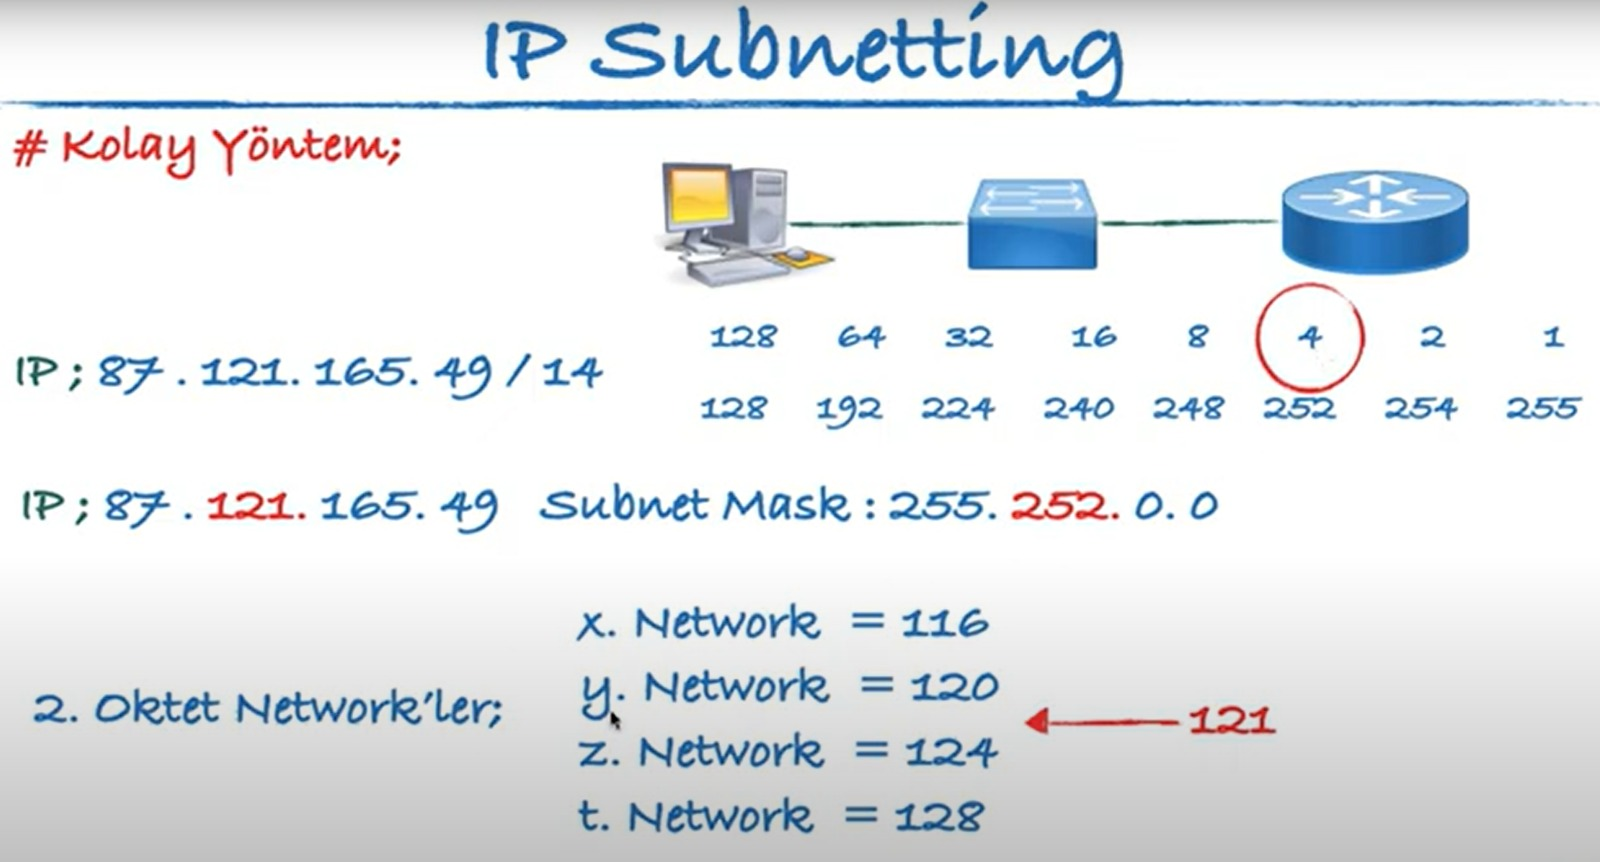 IP Subnetting
# Kolay Yöntem;
128 64 32 16 8 4 2 1
IP ; 87 . 121. 165. 49 / 14
128 192 224 240 248 252 254 255
IP ; 87 . 121. 165. 49 Subnet Mask : 255. 252. 0. 0
x. Network = 116
2. Oktet Network'ler;
y. Network = 120
121
z. Network = 124
t. Network = 128